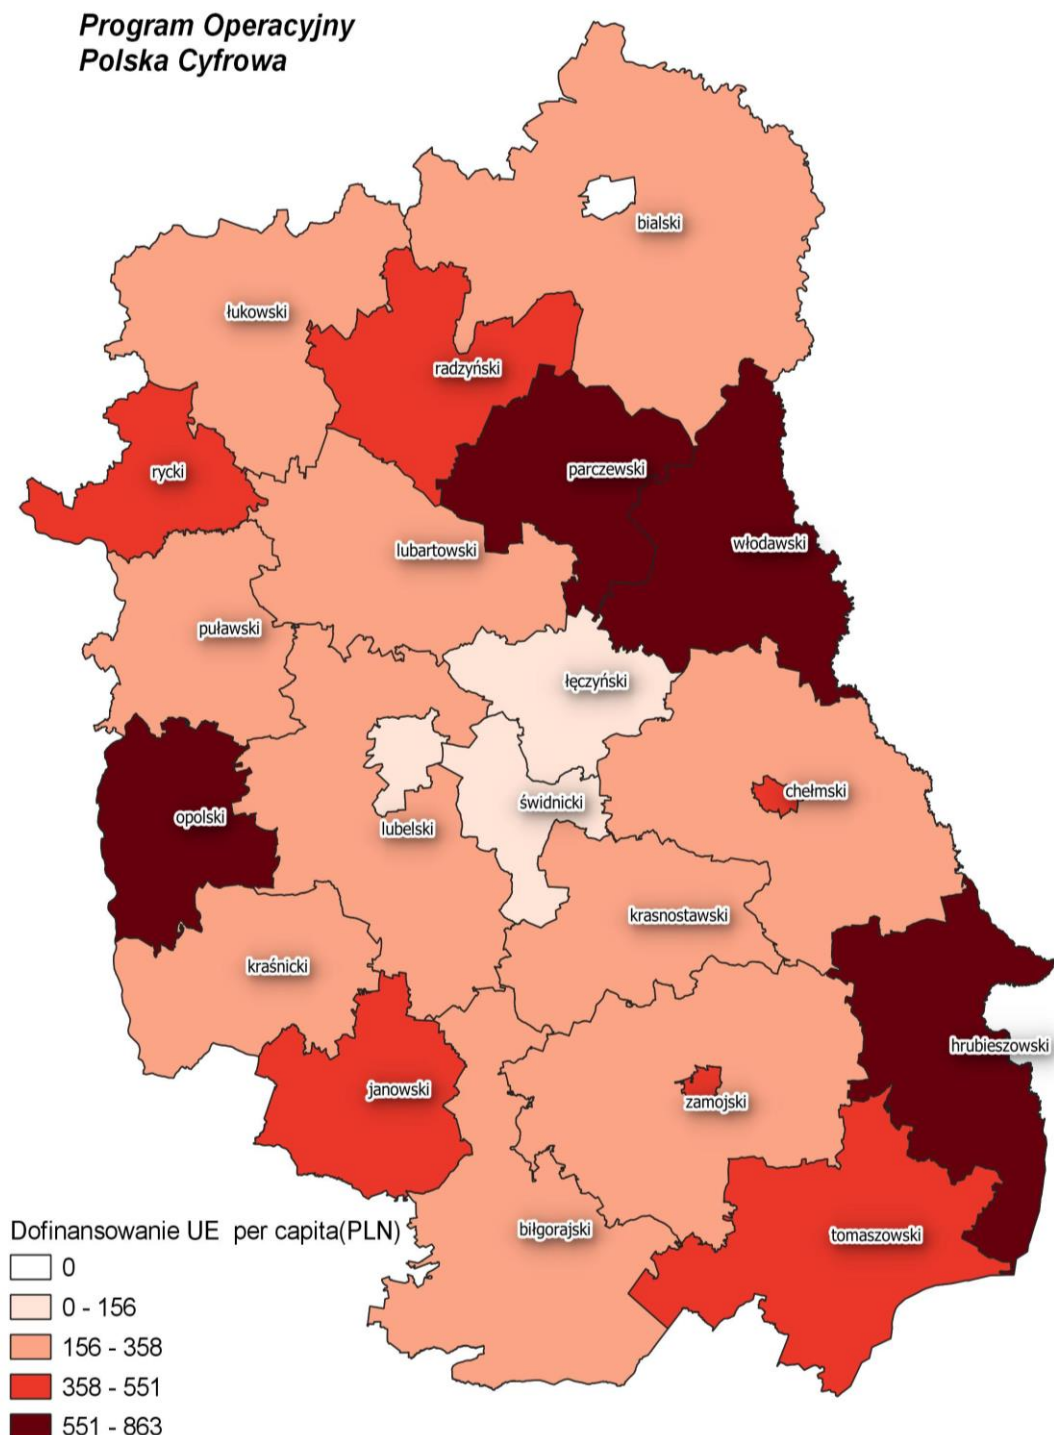 Program Operacyjny
Polska Cyfrowa
bialski
łukowski
radzyński
rycki
parczewski
włodawski
lubartowski
puławski
łęczyński
chełmski
świdnicki
opolski
lubelski
krasnostawski
kraśnicki
hrubieszowski
janowski
zamojski
biłgorajski
tomaszowski
Dofinansowanie UE per capita(PLN)
0
0 - 156
156 - 358
358 - 551
551 - 863